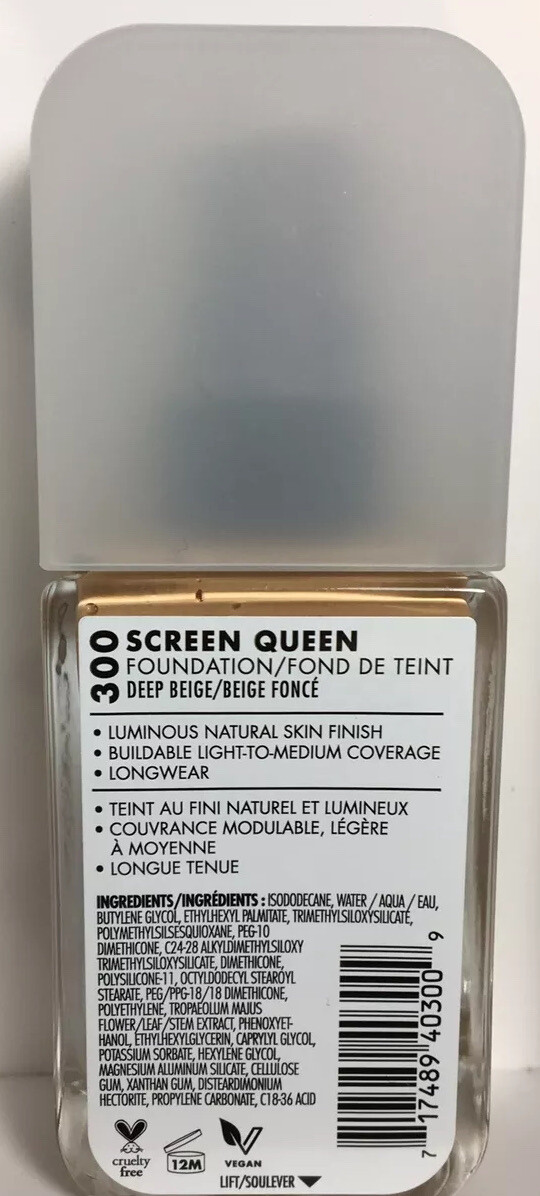 300
SCREEN QUEEN
FOUNDATION/FOND DE TEINT
DEEP BEIGE/BEIGE FONCÉ
• LUMINOUS NATURAL SKIN FINISH
• BUILDABLE LIGHT-TO-MEDIUM COVERAGE
• LONGWEAR
• TEINT AU FINI NATUREL ET LUMINEUX
• COUVRANCE MODULABLE, LÉGÈRE
À MOYENNE
• LONGUE TENUE
INGREDIENTS/INGRÉDIENTS : ISODODECANE, WATER / AQUA / EAU,
BUTYLENE GLYCOL, ETHYLHEXYL PALMITATE, TRIMETHYLSILOXYSILICATE,
POLYMETHYLSILSESQUIOXANE, PEG-10
DIMETHICONE, C24-28 ALKYLDIMETHYLSILOXY
TRIMETHYLSILOXYSILICATE, DIMETHICONE,
POLYSILICONE-11, OCTYLDODECYL STEAROYL
STEARATE, PEG/PPG-18/18 DIMETHICONE,
POLYETHYLENE, TROPAEOLUM MAJUS
FLOWER/LEAF/STEM EXTRACT, PHENOXYET-
HANOL, ETHYLHEXYLGLYCERIN, CAPRYLYL GLYCOL,
POTASSIUM SORBATE, HEXYLENE GLYCOL,
MAGNESIUM ALUMINUM SILICATE, CELLULOSE
GUM, XANTHAN GUM, DISTEARDIMONIUM
HECTORITE, PROPYLENE CARBONATE, C18-36 ACID
7 17489 40300 9
cruelty
free
12M
VEGAN
LIFT/SOULEVER